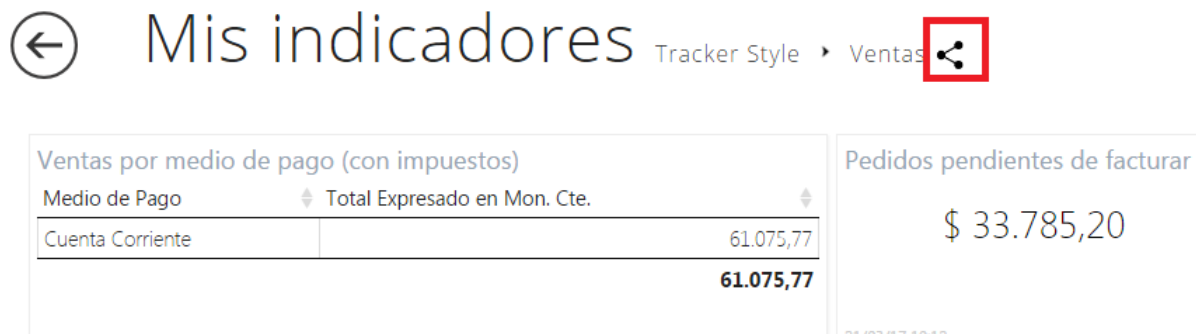 Mis indicadores Tracker Style ▸ Ventas
Ventas por medio de pago (con impuestos)
Medio de Pago Total Expresado en Mon. Cte.
Cuenta Corriente 61.075,77
61.075,77
Pedidos pendientes de facturar
$ 33.785,20